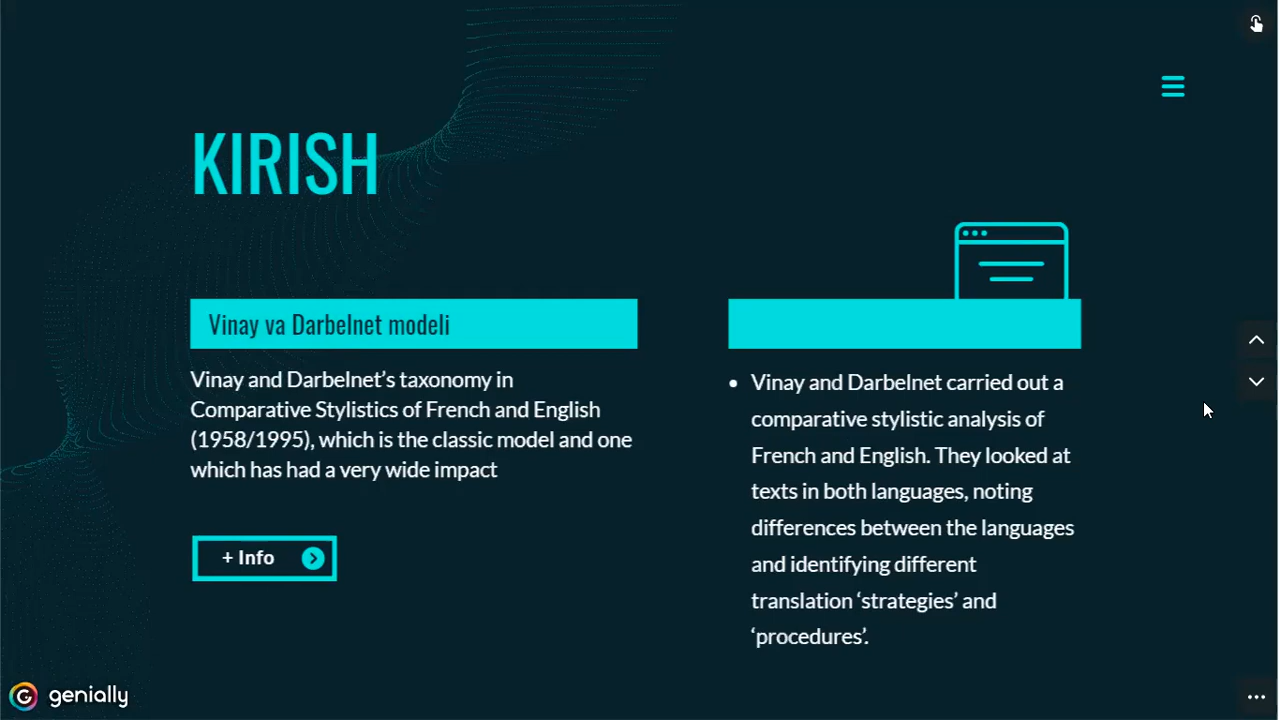 KIRISH
Vinay va Darbelnet modeli
Vinay and Darbelnet’s taxonomy in
Comparative Stylistics of French and English
(1958/1995), which is the classic model and one
which has had a very wide impact
+ Info
• Vinay and Darbelnet carried out a
comparative stylistic analysis of
French and English. They looked at
texts in both languages, noting
differences between the languages
and identifying different
translation ‘strategies’ and
‘procedures’.
genially